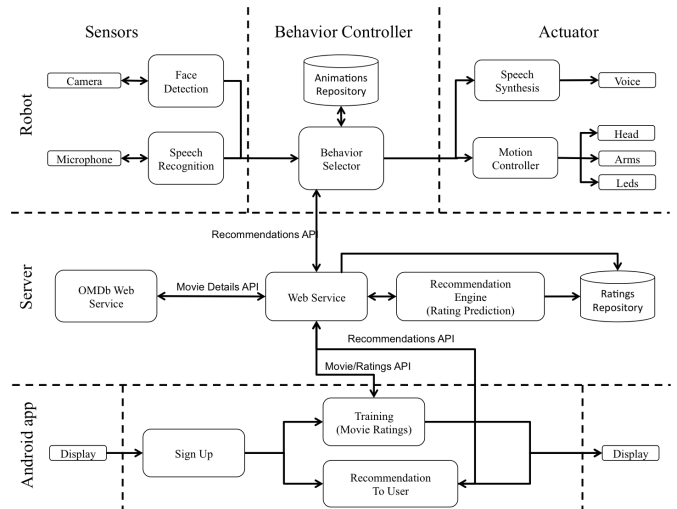 Sensors
Behavior Controller
Actuator
Robot
Camera
Face
Detection
Animations
Repository
Speech
Synthesis
Voice
Microphone
Speech
Recognition
Behavior
Selector
Motion
Controller
Head
Arms
Leds
Recommendations API
Server
OMDb Web
Service
Movie Details API
Web Service
Recommendation
Engine
(Rating Prediction)
Ratings
Repository
Recommendations API
Movie/Ratings API
Android app
Display
Sign Up
Training
(Movie Ratings)
Recommendation
To User
Display